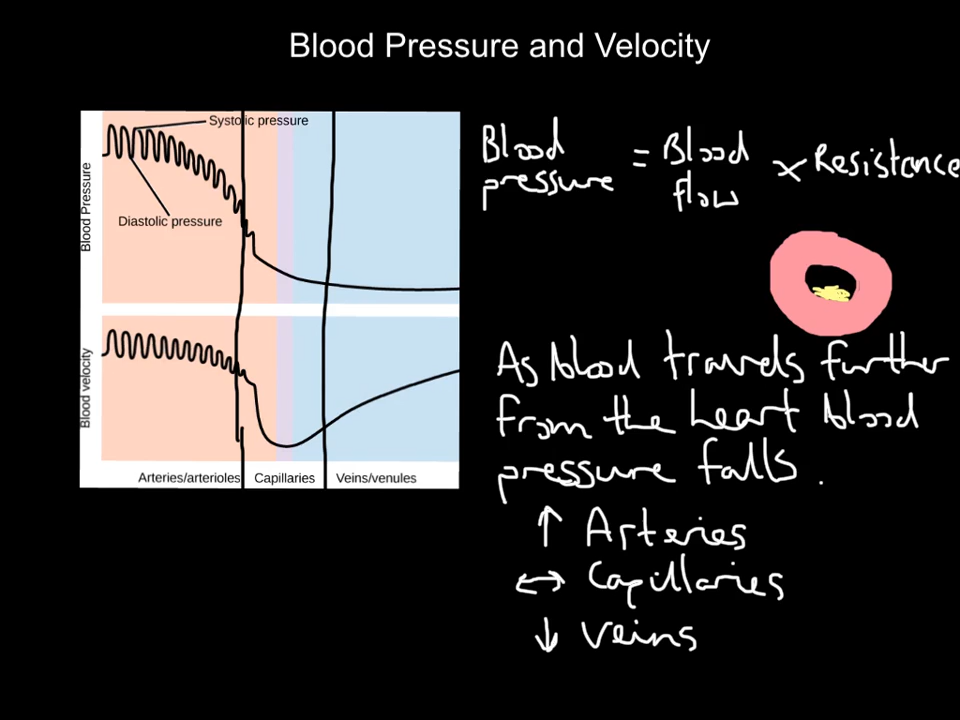 Blood Pressure and Velocity
Systolic pressure
Diastolic pressure
Blood Pressure
Blood velocity
Arteries/arterioles
Capillaries
Veins/venules
Blood pressure = Blood flow × Resistance
As blood travels further
from the heart blood
pressure falls.
↑ Arteries
↔ Capillaries
↓ Veins